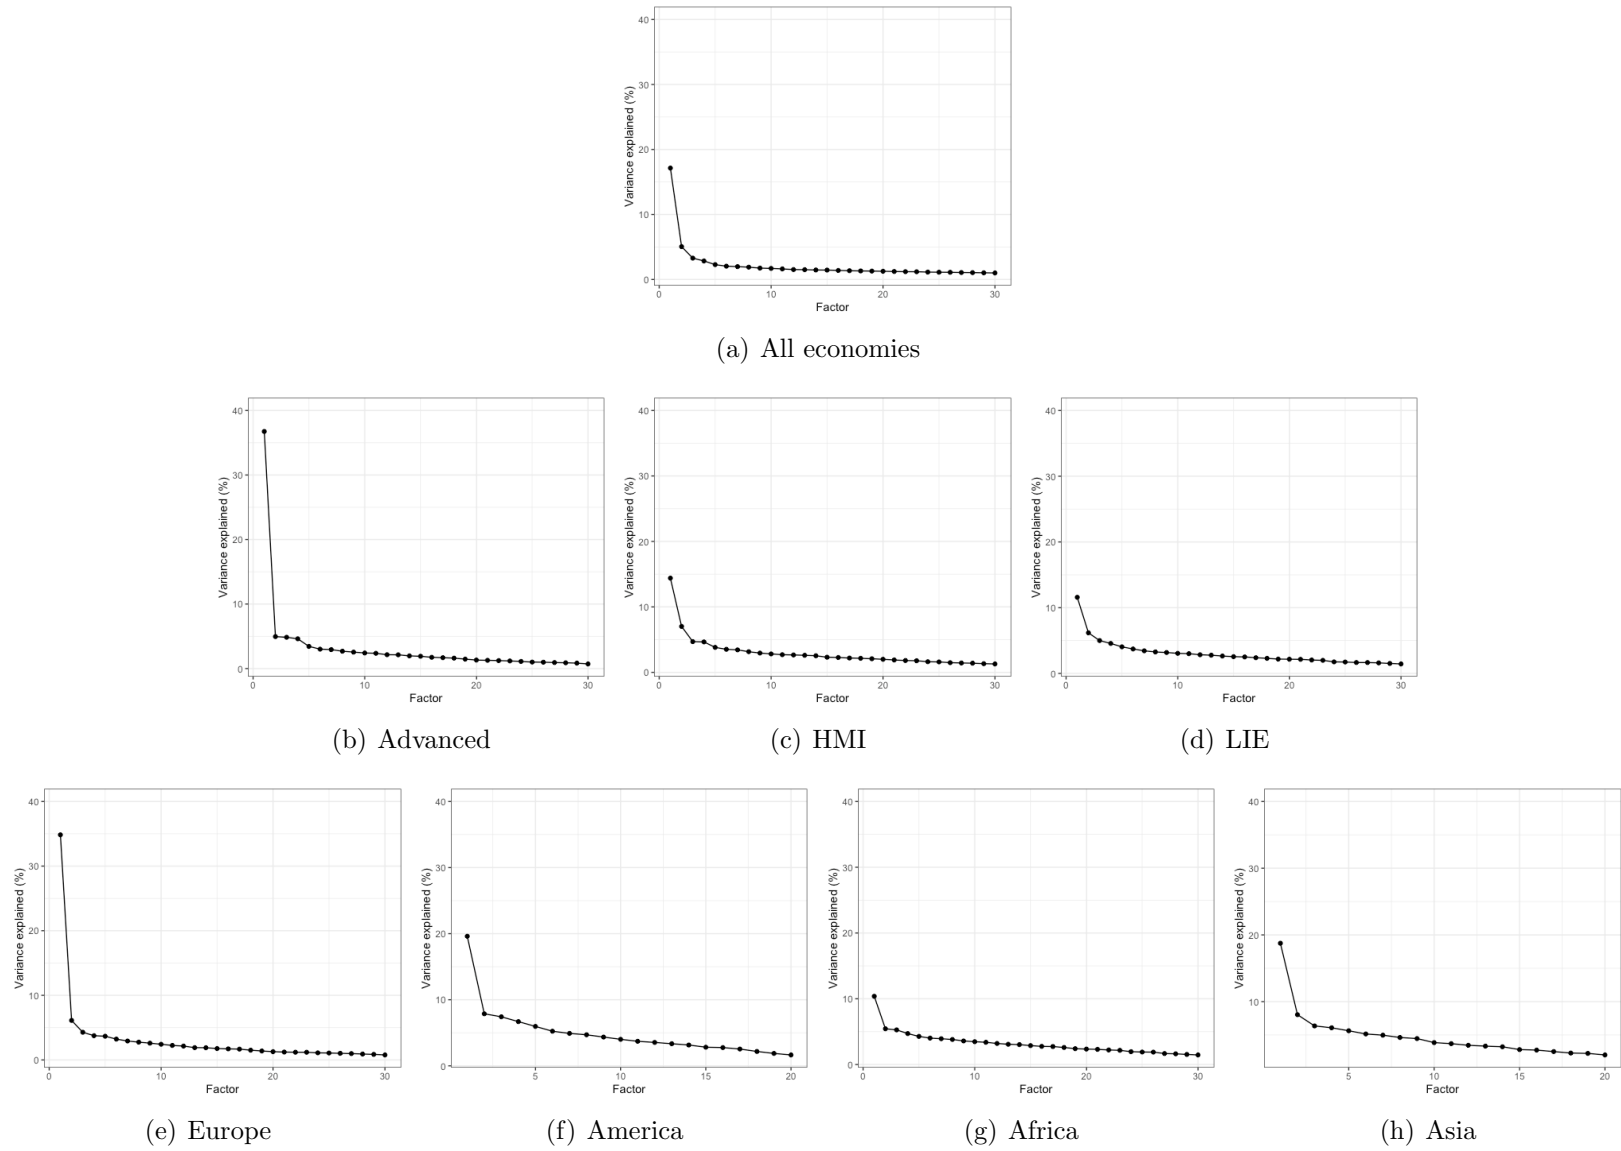 40
30
20
10
0
Variance explained (%)
0 10 20 30
Factor
(a) All economies
40
30
20
10
0
Variance explained (%)
0 10 20 30
Factor
(b) Advanced
40
30
20
10
0
Variance explained (%)
0 10 20 30
Factor
(c) HMI
40
30
20
10
0
Variance explained (%)
0 10 20 30
Factor
(d) LIE
40
30
20
10
0
Variance explained (%)
0 10 20 30
Factor
(e) Europe
40
30
20
10
0
Variance explained (%)
5 10 15 20
Factor
(f) America
40
30
20
10
0
Variance explained (%)
0 10 20 30
Factor
(g) Africa
40
30
20
10
Variance explained (%)
5 10 15 20
Factor
(h) Asia